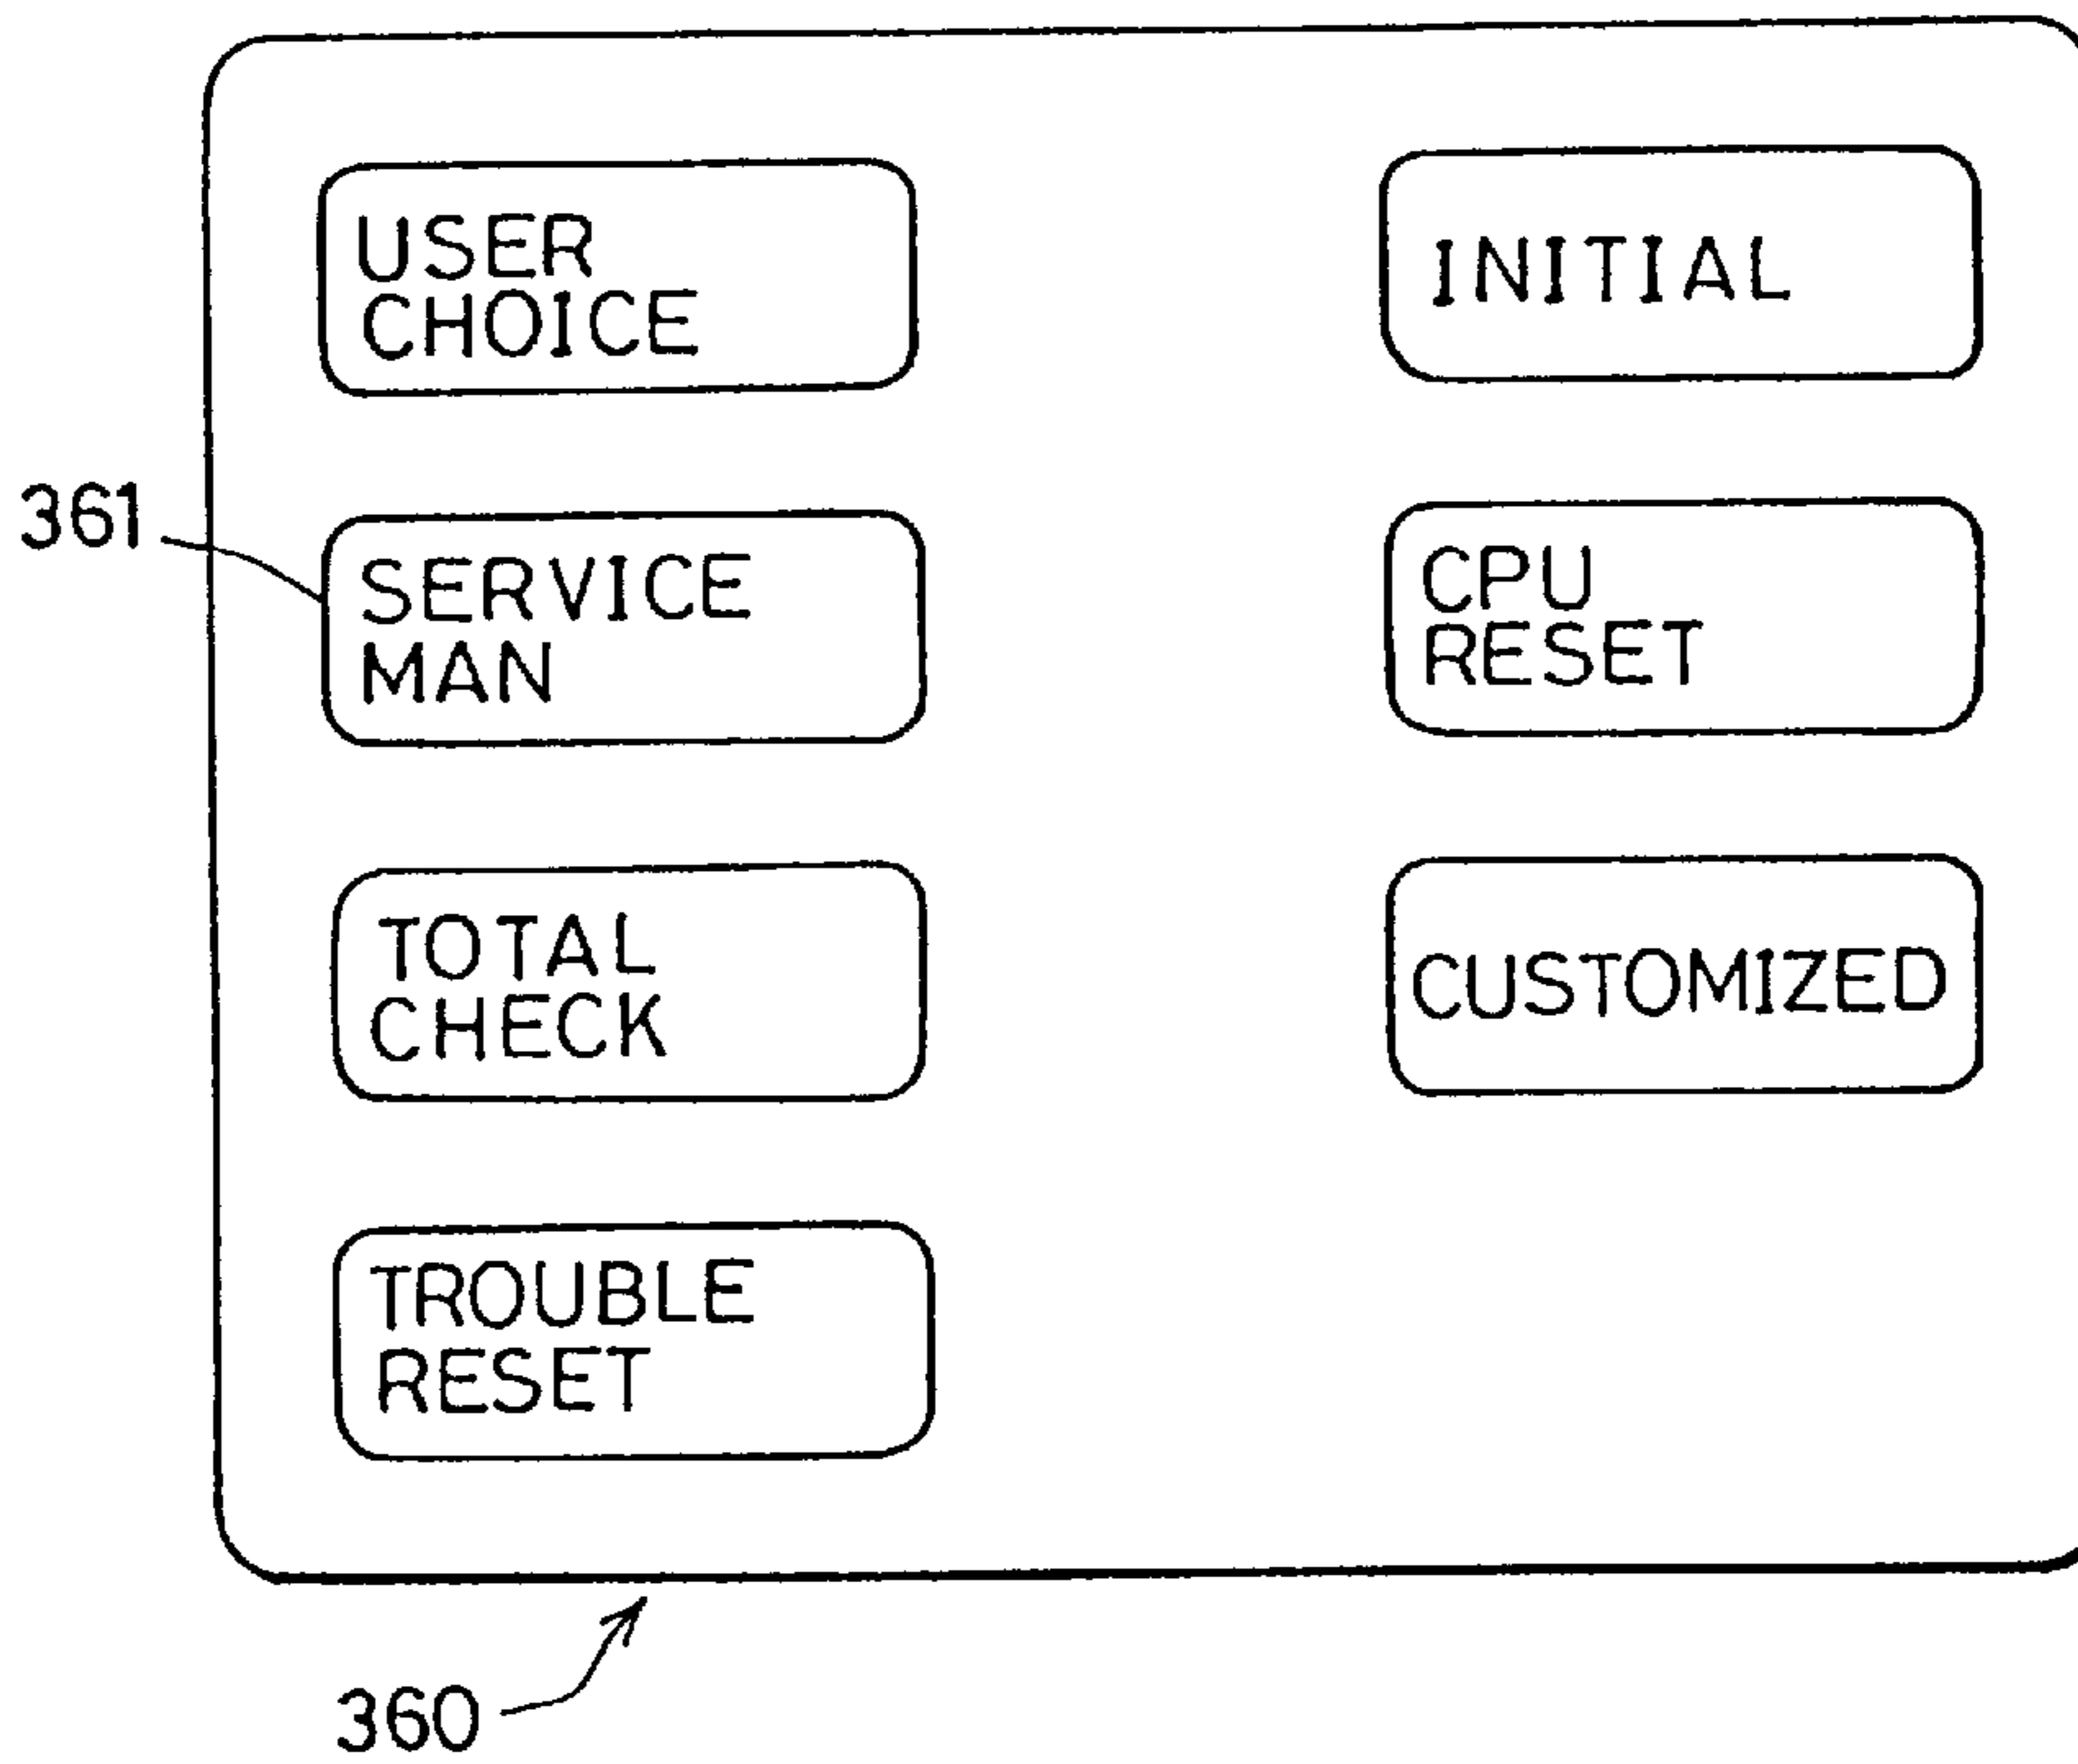 USER
CHOICE
INITIAL
361
SERVICE
MAN
CPU
RESET
TOTAL
CHECK
CUSTOMIZED
TROUBLE
RESET
360